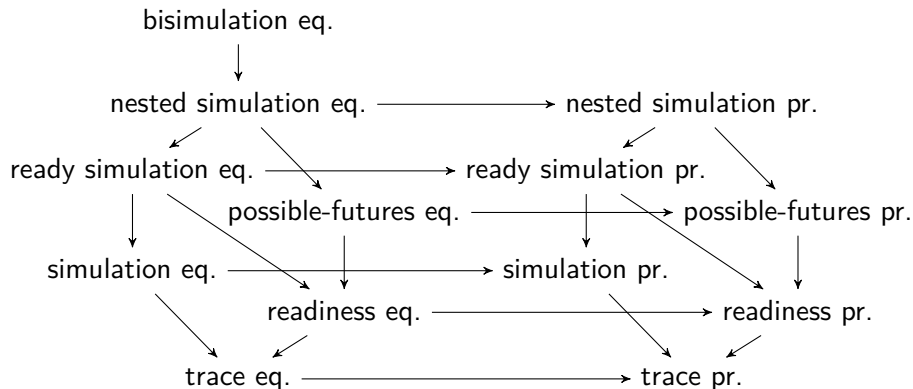 bisimulation eq.
nested simulation eq. nested simulation pr.
ready simulation eq. ready simulation pr.
possible-futures eq. possible-futures pr.
simulation eq. simulation pr.
readiness eq. readiness pr.
trace eq. trace pr.